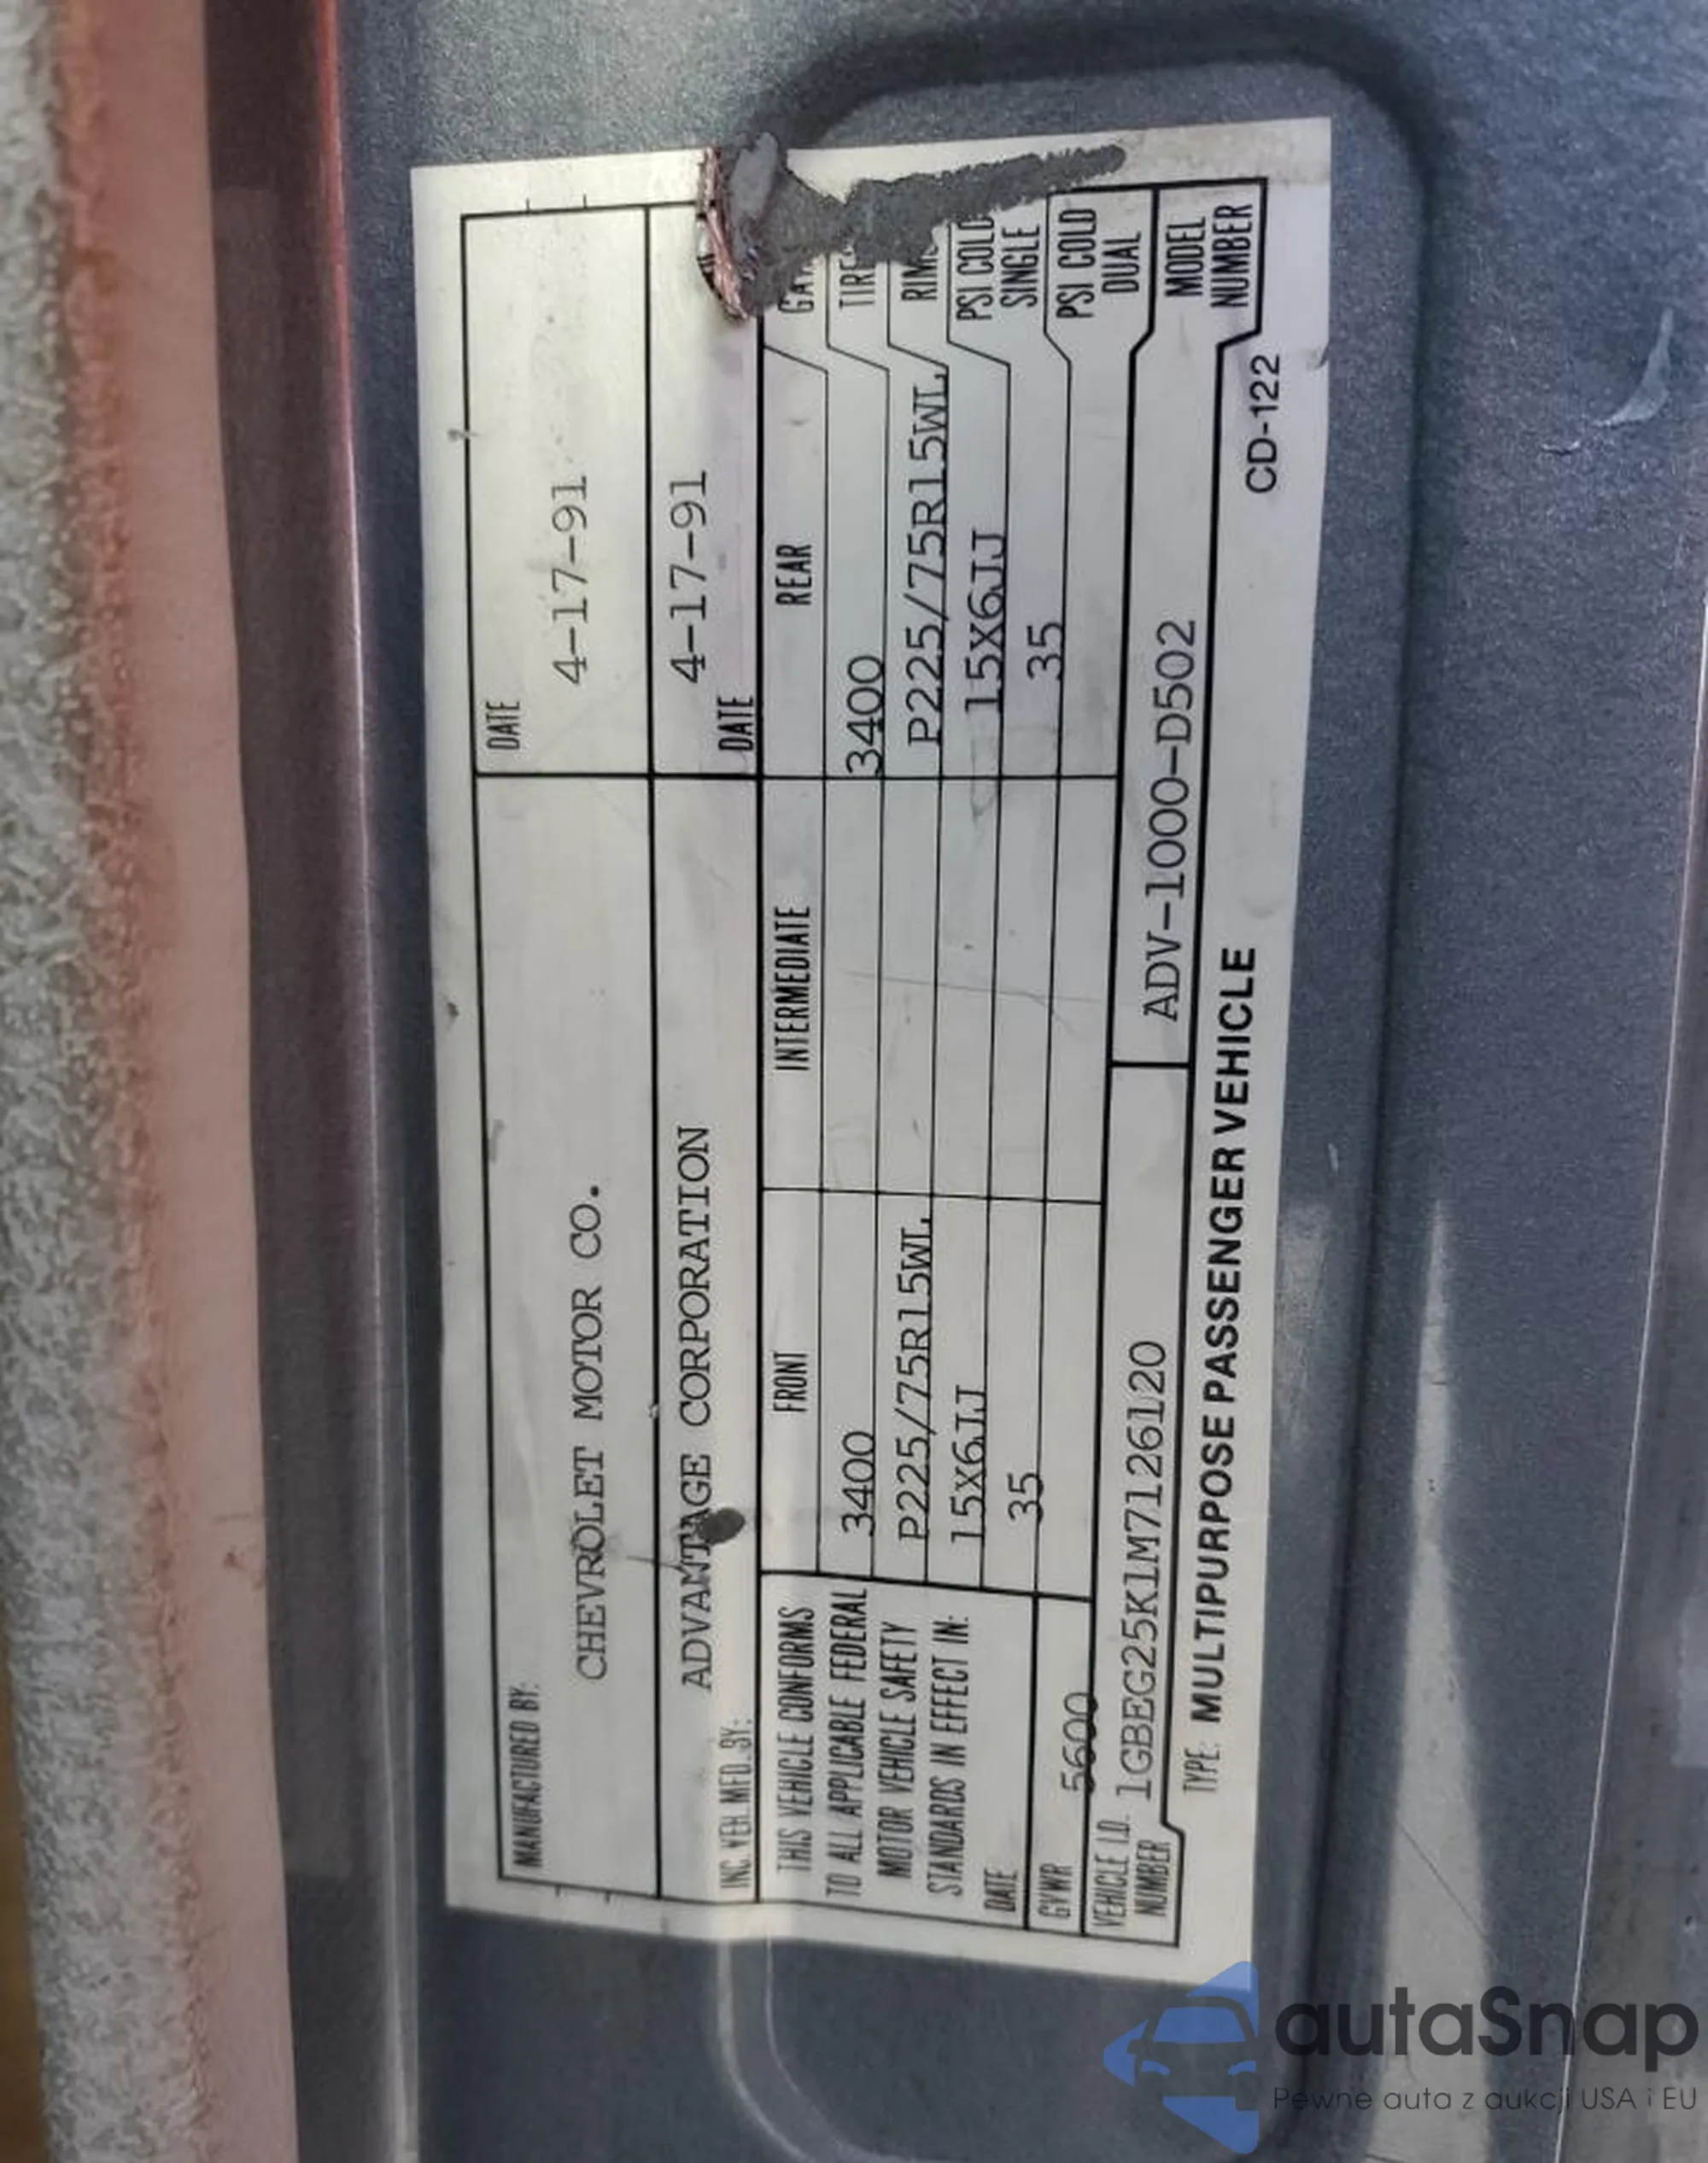 MANUFACTURED BY: DATE
CHEVROLET MOTOR CO. 4-17-91
ADVANTAGE CORPORATION 4-17-91
INC. VEH. MFD. BY: DATE
THIS VEHICLE CONFORMS
TO ALL APPLICABLE FEDERAL
MOTOR VEHICLE SAFETY
STANDARDS IN EFFECT IN:
DATE
FRONT INTERMEDIATE REAR
3400 3400
P225/75R15WL P225/75R15WL TIRE
15X6JJ 15X6JJ
35 35 PSI COLD
SINGLE
PSI COLD
DUAL
GVWR 5600
VEHICLE I.D.
NUMBER 1GBEG25K1M7126120 ADV-1000-D502 MODEL
NUMBER
TYPE: MULTIPURPOSE PASSENGER VEHICLE CD-122
autaSnap
Pewne auta z aukcji USA i EU